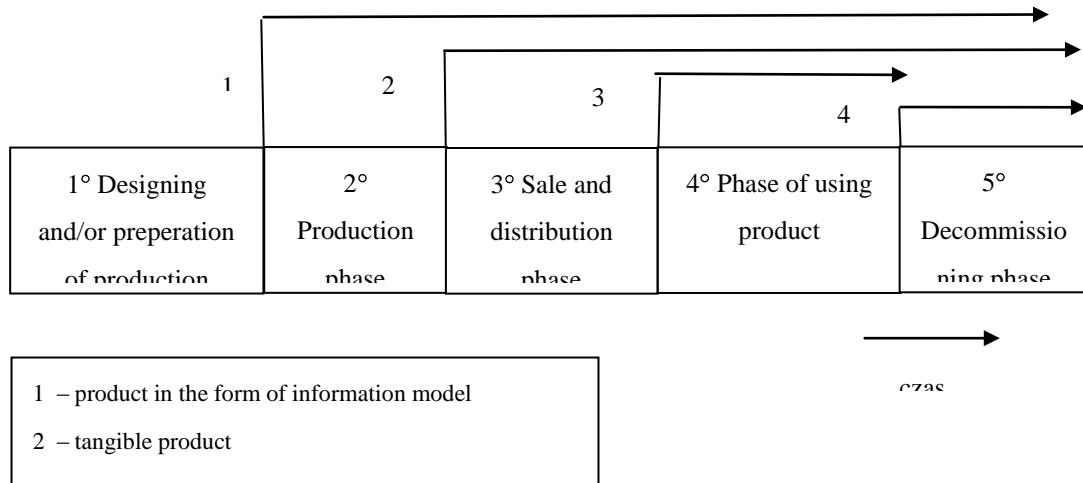 1
2
3
4
1° Designing
and/or preperation
of production
2°
Production
phase
3° Sale and
distribution
phase
4° Phase of using
product
5°
Decommissio
ning phase
czas
1 – product in the form of information model
2 – tangible product